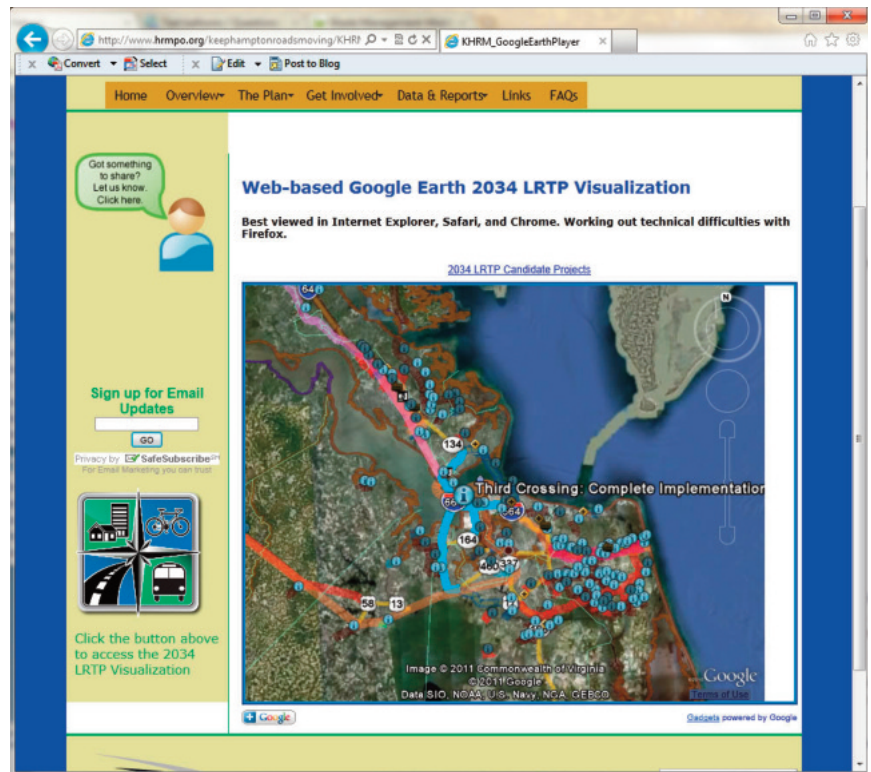 http://www.hrmpo.org/keephamptonroadsmoving/KHRM
KHRM_GoogleEarthPlayer
Convert
Select
Edit
Post to Blog
Home Overview The Plan Get Involved Data & Reports Links FAQs
Got something
to share?
Let us know.
Click here.
Web-based Google Earth 2034 LRTP Visualization
Best viewed in Internet Explorer, Safari, and Chrome. Working out technical difficulties with
Firefox.
2034 LRTP Candidate Projects
64
N
134
Third Crossing: Complete Implementation
664
564
164
460
337
58
13
Image © 2011 Commonwealth of Virginia
© 2011 Google
Data SIO, NOAA, U.S. Navy, NGA, GEBCO
Google
Terms of Use
Sign up for Email
Updates
GO
Privacy by SafeSubscribe
For Email Marketing you can trust
Click the button above
to access the 2034
LRTP Visualization
Google
Gadgets powered by Google